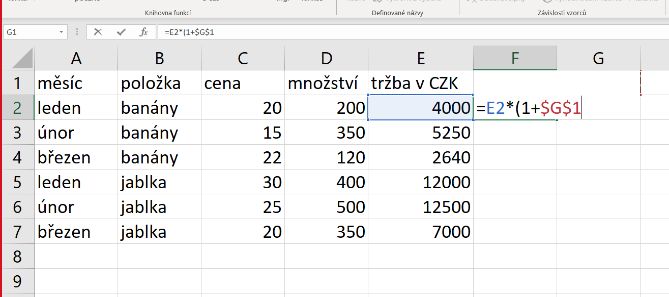 Knihovna funkcí Definované názvy Závislosti vzorců
G1 fx =E2*(1+$G$1
A B C D E F G
1 měsíc položka cena množství tržba v CZK
2 leden banány 20 200 4000 =E2*(1+$G$1
3 únor banány 15 350 5250
4 březen banány 22 120 2640
5 leden jablka 30 400 12000
6 únor jablka 25 500 12500
7 březen jablka 20 350 7000
8
9